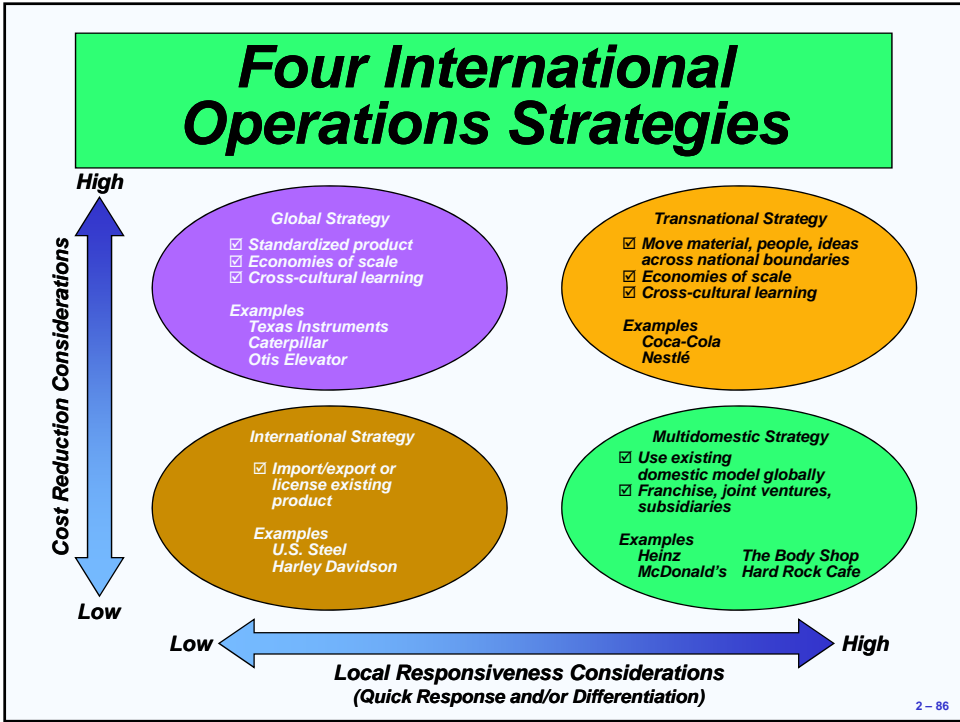 Four International
Operations Strategies
High
Cost Reduction Considerations
Low
Global Strategy
☑ Standardized product
☑ Economies of scale
☑ Cross-cultural learning
Examples
Texas Instruments
Caterpillar
Otis Elevator
Transnational Strategy
☑ Move material, people, ideas
across national boundaries
☑ Economies of scale
☑ Cross-cultural learning
Examples
Coca-Cola
Nestlé
International Strategy
☑ Import/export or
license existing
product
Examples
U.S. Steel
Harley Davidson
Multidomestic Strategy
☑ Use existing
domestic model globally
☑ Franchise, joint ventures,
subsidiaries
Examples
Heinz The Body Shop
McDonald's Hard Rock Cafe
Low High
Local Responsiveness Considerations
(Quick Response and/or Differentiation)
2 – 86